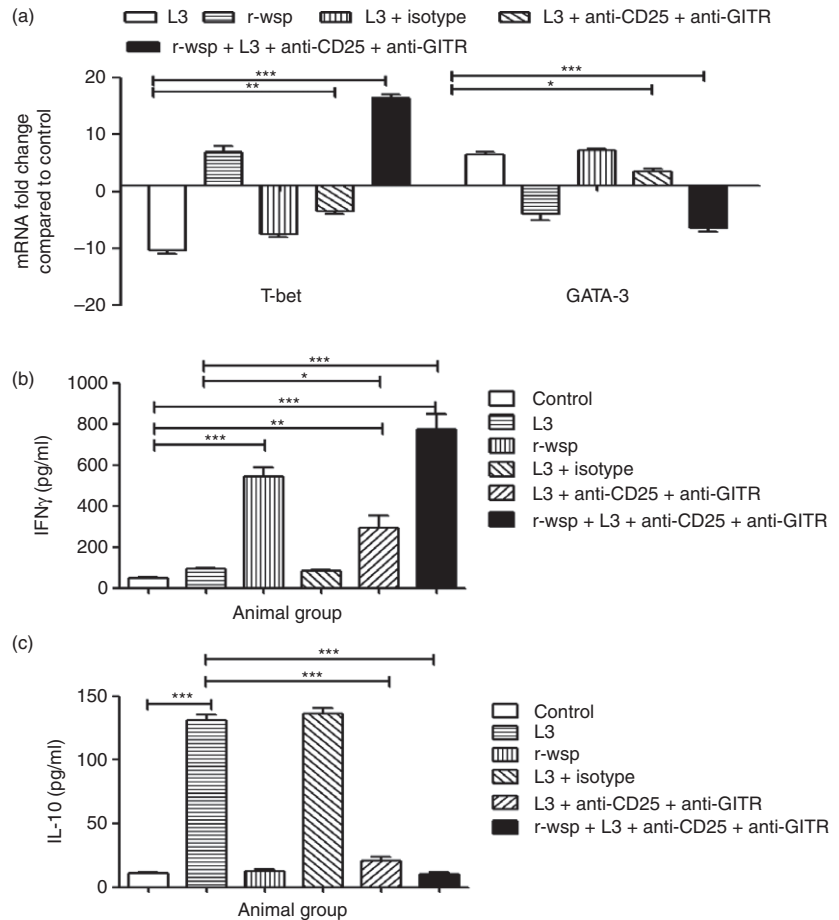 (a)
L3 r-wsp L3 + isotype L3 + anti-CD25 + anti-GITR
r-wsp + L3 + anti-CD25 + anti-GITR
mRNA fold change
compared to control
20
10
0
–10
–20
***
**
***
*
T-bet GATA-3
(b)
IFNγ (pg/ml)
1000
800
600
400
200
0
***
*
***
**
***
Animal group
Control
L3
r-wsp
L3 + isotype
L3 + anti-CD25 + anti-GITR
r-wsp + L3 + anti-CD25 + anti-GITR
(c)
IL-10 (pg/ml)
150
100
50
0
***
***
***
Animal group
Control
L3
r-wsp
L3 + isotype
L3 + anti-CD25 + anti-GITR
r-wsp + L3 + anti-CD25 + anti-GITR